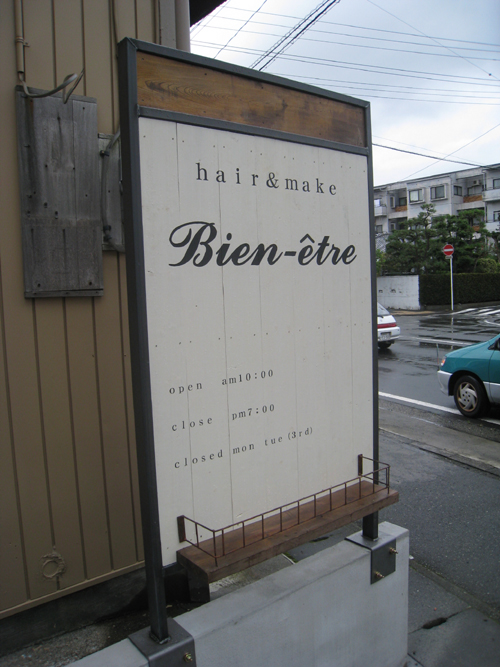 hair&make
Bien-être
open am10:00
close pm7:00
closed mon tue(3rd)